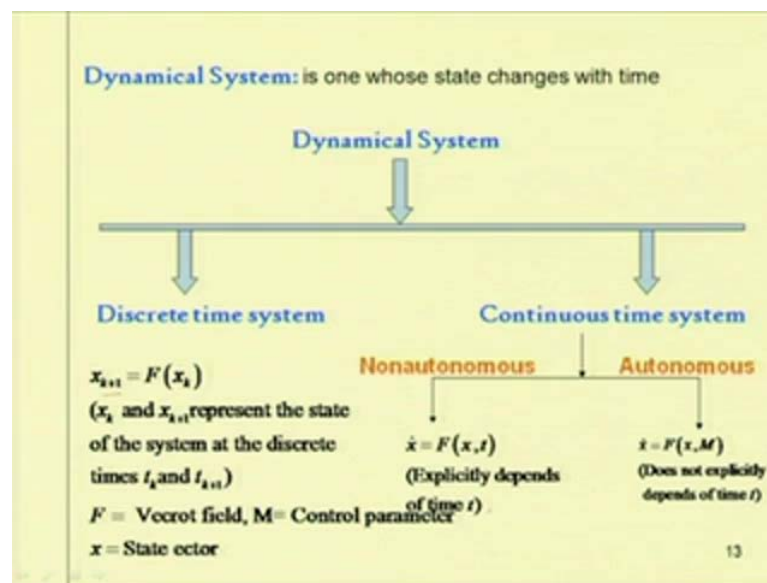 Dynamical System: is one whose state changes with time
Dynamical System
Discrete time system
Continuous time system
Nonautonomous
Autonomous
xₖ₊₁ = F(xₖ)
(xₖ and xₖ₊₁represent the state
of the system at the discrete
times tₖ and tₖ₊₁)
ẋ = F(x,t)
(Explicitly depends
of time t)
ẋ = F(x,M)
(Does not explicitly
depends of time t)
F = Vecrot field, M= Control parameter
x = State ector
13